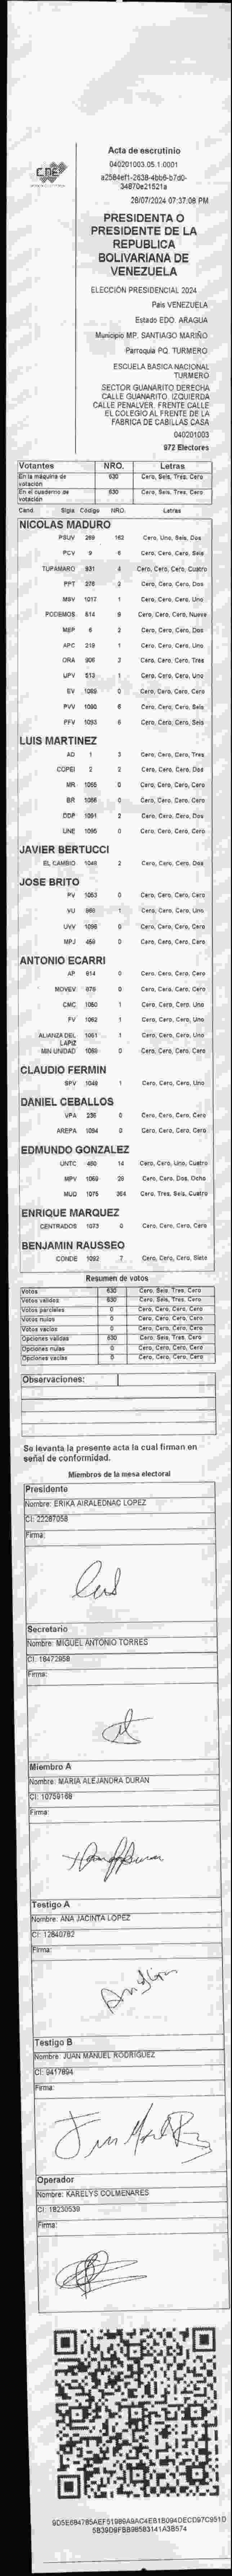 CNE
Acta de escrutinio
040201003.05.1.0001
a2584ef1-2638-4bb6-b7d0-
34870e21521a
28/07/2024 07:37:08 PM
PRESIDENTA O
PRESIDENTE DE LA
REPUBLICA
BOLIVARIANA DE
VENEZUELA
ELECCIÓN PRESIDENCIAL 2024
País VENEZUELA
Estado EDO. ARAGUA
Municipio MP. SANTIAGO MARIÑO
Parroquia PQ. TURMERO
ESCUELA BASICA NACIONAL
TURMERO
SECTOR GUANARITO DERECHA
CALLE GUANARITO. IZQUIERDA
CALLE PENALVER. FRENTE CALLE
EL COLEGIO AL FRENTE DE LA
FABRICA DE CABILLAS CASA
040201003
972 Electores
Votantes NRO. Letras
En la máquina de votación 630 Cero, Seis, Tres, Cero
En el cuaderno de votación 630 Cero, Seis, Tres, Cero
Cand. Sigla Código NRO. Letras
NICOLAS MADURO
PSUV 269 162 Cero, Uno, Seis, Dos
PCV 9 6 Cero, Cero, Cero, Seis
TUPAMARO 931 4 Cero, Cero, Cero, Cuatro
PPT 276 2 Cero, Cero, Cero, Dos
MSV 1017 1 Cero, Cero, Cero, Uno
PODEMOS 814 9 Cero, Cero, Cero, Nueve
MEP 6 2 Cero, Cero, Cero, Dos
APC 219 1 Cero, Cero, Cero, Uno
ORA 906 3 Cero, Cero, Cero, Tres
UPV 513 1 Cero, Cero, Cero, Uno
EV 1089 0 Cero, Cero, Cero, Cero
PVV 1090 6 Cero, Cero, Cero, Seis
PFV 1093 6 Cero, Cero, Cero, Seis
LUIS MARTINEZ
AD 1 3 Cero, Cero, Cero, Tres
COPEI 2 2 Cero, Cero, Cero, Dos
MR 1065 0 Cero, Cero, Cero, Cero
BR 1086 0 Cero, Cero, Cero, Cero
DDP 1091 2 Cero, Cero, Cero, Dos
UNE 1095 0 Cero, Cero, Cero, Cero
JAVIER BERTUCCI
EL CAMBIO 1048 2 Cero, Cero, Cero, Dos
JOSE BRITO
PV 1053 0 Cero, Cero, Cero, Cero
VU 980 1 Cero, Cero, Cero, Uno
UVV 1096 0 Cero, Cero, Cero, Cero
MPJ 459 0 Cero, Cero, Cero, Cero
ANTONIO ECARRI
AP 914 0 Cero, Cero, Cero, Cero
MOVEV 876 0 Cero, Cero, Cero, Cero
CMC 1050 1 Cero, Cero, Cero, Uno
FV 1062 1 Cero, Cero, Cero, Uno
ALIANZA DEL LAPIZ 1061 1 Cero, Cero, Cero, Uno
MIN UNIDAD 1068 0 Cero, Cero, Cero, Cero
CLAUDIO FERMIN
SPV 1049 1 Cero, Cero, Cero, Uno
DANIEL CEBALLOS
VPA 236 0 Cero, Cero, Cero, Cero
AREPA 1084 0 Cero, Cero, Cero, Cero
EDMUNDO GONZALEZ
UNTC 480 14 Cero, Cero, Uno, Cuatro
MPV 1069 28 Cero, Cero, Dos, Ocho
MUD 1075 364 Cero, Tres, Seis, Cuatro
ENRIQUE MARQUEZ
CENTRADOS 1073 0 Cero, Cero, Cero, Cero
BENJAMIN RAUSSEO
CONDE 1092 7 Cero, Cero, Cero, Siete
Resumen de votos
Votos 630 Cero, Seis, Tres, Cero
Votos validos 630 Cero, Seis, Tres, Cero
Votos parciales 0 Cero, Cero, Cero, Cero
Votos nulos 0 Cero, Cero, Cero, Cero
Votos vacios 0 Cero, Cero, Cero, Cero
Opciones validas 630 Cero, Seis, Tres, Cero
Opciones nulas 0 Cero, Cero, Cero, Cero
Opciones vacias 0 Cero, Cero, Cero, Cero
Observaciones:
Se levanta la presente acta la cual firman en
señal de conformidad.
Miembros de la mesa electoral
Presidente
Nombre: ERIKA AIRALEDNAC LOPEZ
CI: 22287058
Firma:
Secretario
Nombre: MIGUEL ANTONIO TORRES
CI: 18472958
Firma:
Miembro A
Nombre: MARIA ALEJANDRA DURAN
CI: 10759168
Firma:
Testigo A
Nombre: ANA JACINTA LOPEZ
CI: 12840782
Firma:
Testigo B
Nombre: JUAN MANUEL RODRIGUEZ
CI: 9417894
Firma:
Operador
Nombre: KARELYS COLMENARES
CI: 18230539
Firma:
9D5E684785AEF51989A9AC4EB1B094DECD97C951D
5B39D9FBB98583141A3B574